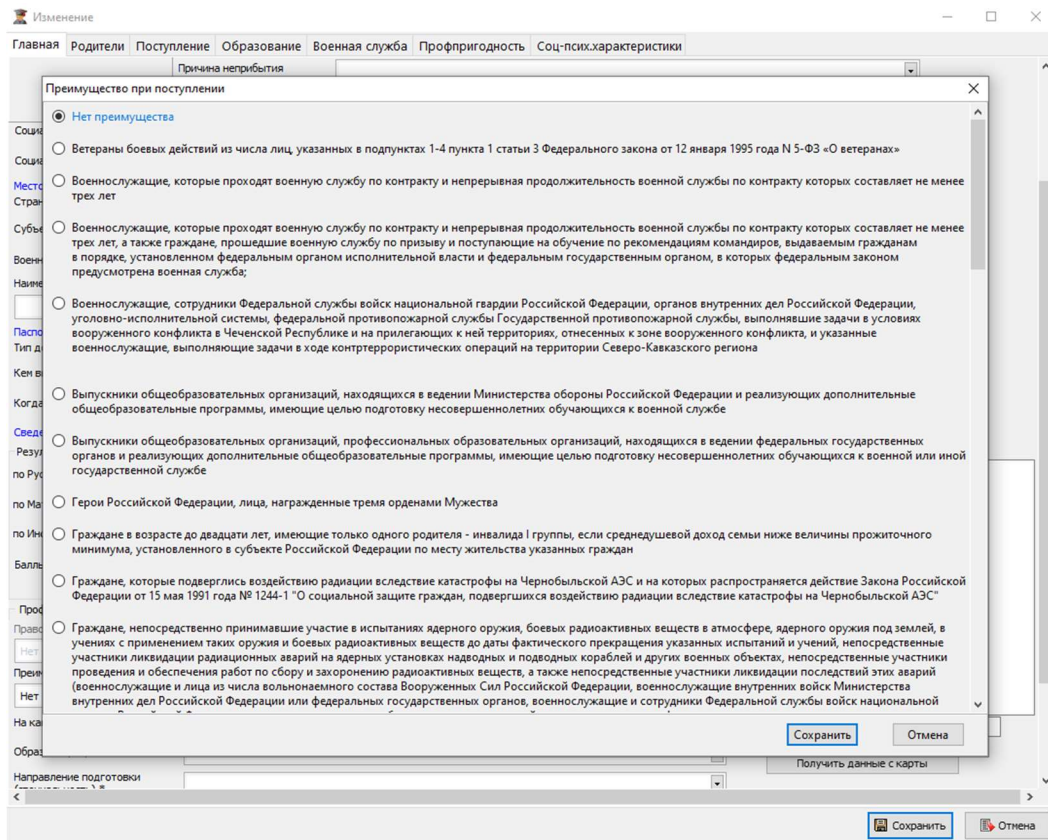 Изменение
Главная Родители Поступление Образование Военная служба Профпригодность Соц-псих.характеристики
Причина неприбытия
Преимущество при поступлении
Нет преимущества
Ветераны боевых действий из числа лиц, указанных в подпунктах 1-4 пункта 1 статьи 3 Федерального закона от 12 января 1995 года N 5-ФЗ «О ветеранах»
Военнослужащие, которые проходят военную службу по контракту и непрерывная продолжительность военной службы по контракту которых составляет не менее
трех лет
Военнослужащие, которые проходят военную службу по контракту и непрерывная продолжительность военной службы по контракту которых составляет не менее
трех лет, а также граждане, прошедшие военную службу по призыву и поступающие на обучение по рекомендациям командиров, выдаваемым гражданам
в порядке, установленном федеральным органом исполнительной власти и федеральным государственным органом, в которых федеральным законом
предусмотрена военная служба;
Военнослужащие, сотрудники Федеральной службы войск национальной гвардии Российской Федерации, органов внутренних дел Российской Федерации,
уголовно-исполнительной системы, федеральной противопожарной службы Государственной противопожарной службы, выполнявшие задачи в условиях
вооруженного конфликта в Чеченской Республике и на прилегающих к ней территориях, отнесенных к зоне вооруженного конфликта, и указанные
военнослужащие, выполняющие задачи в ходе контртеррористических операций на территории Северо-Кавказского региона
Выпускники общеобразовательных организаций, находящихся в ведении Министерства обороны Российской Федерации и реализующих дополнительные
общеобразовательные программы, имеющие целью подготовку несовершеннолетних обучающихся к военной службе
Выпускники общеобразовательных организаций, профессиональных образовательных организаций, находящихся в ведении федеральных государственных
органов и реализующих дополнительные общеобразовательные программы, имеющие целью подготовку несовершеннолетних обучающихся к военной или иной
государственной службе
Герои Российской Федерации, лица, награжденные тремя орденами Мужества
Граждане в возрасте до двадцати лет, имеющие только одного родителя - инвалида I группы, если среднедушевой доход семьи ниже величины прожиточного
минимума, установленного в субъекте Российской Федерации по месту жительства указанных граждан
Граждане, которые подверглись воздействию радиации вследствие катастрофы на Чернобыльской АЭС и на которых распространяется действие Закона Российской
Федерации от 15 мая 1991 года № 1244-1 "О социальной защите граждан, подвергшихся воздействию радиации вследствие катастрофы на Чернобыльской АЭС"
Граждане, непосредственно принимавшие участие в испытаниях ядерного оружия, боевых радиоактивных веществ в атмосфере, ядерного оружия под землей, в
учениях с применением таких оружия и боевых радиоактивных веществ до даты фактического прекращения указанных испытаний и учений, непосредственные
участники ликвидации радиационных аварий на ядерных установках надводных и подводных кораблей и других военных объектах, непосредственные участники
проведения и обеспечения работ по сбору и захоронению радиоактивных веществ, а также непосредственные участники ликвидации последствий этих аварий
(военнослужащие и лица из числа вольнонаемного состава Вооруженных Сил Российской Федерации, военнослужащие внутренних войск Министерства
внутренних дел Российской Федерации или федеральных государственных органов, военнослужащие и сотрудники Федеральной службы войск национальной
Сохранить Отмена
Социа
Социа
Место
Стран
Субъе
Военн
Наиме
Паспо
Тип д
Кем в
Когда
Сведе
Резул
по Рус
по Ма
по Ино
Баллы
Проф
Право
Нет
Преим
Нет
На ка
Образ
Получить данные с карты
Направление подготовки
Сохранить Отмена